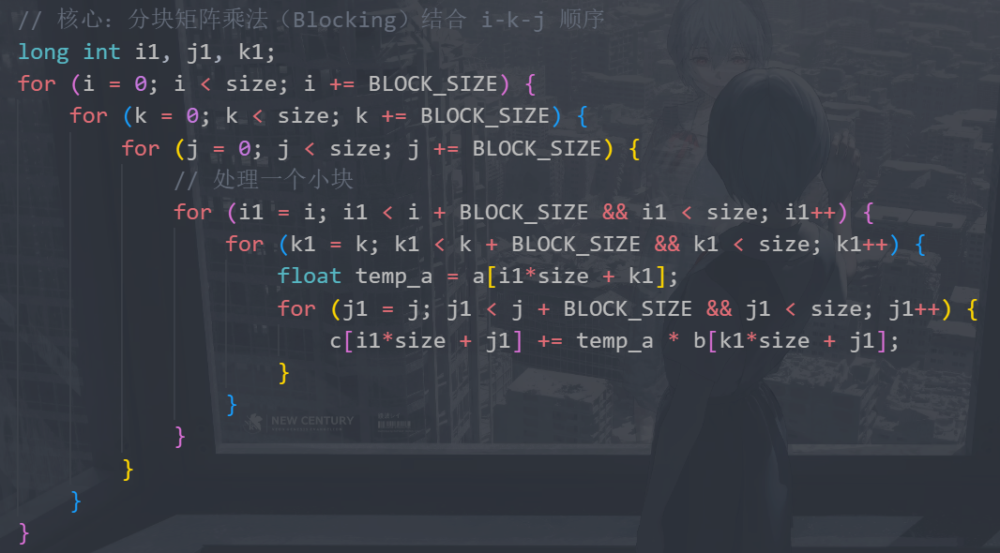 // 核心: 分块矩阵乘法（Blocking）结合 i-k-j 顺序
long int i1, j1, k1;
for (i = 0; i < size; i += BLOCK_SIZE) {
    for (k = 0; k < size; k += BLOCK_SIZE) {
        for (j = 0; j < size; j += BLOCK_SIZE) {
            // 处理一个小块
            for (i1 = i; i1 < i + BLOCK_SIZE && i1 < size; i1++) {
                for (k1 = k; k1 < k + BLOCK_SIZE && k1 < size; k1++) {
                    float temp_a = a[i1*size + k1];
                    for (j1 = j; j1 < j + BLOCK_SIZE && j1 < size; j1++) {
                        c[i1*size + j1] += temp_a * b[k1*size + j1];
                    }
                }
NEW CENTURY
            }
        }
    }
}